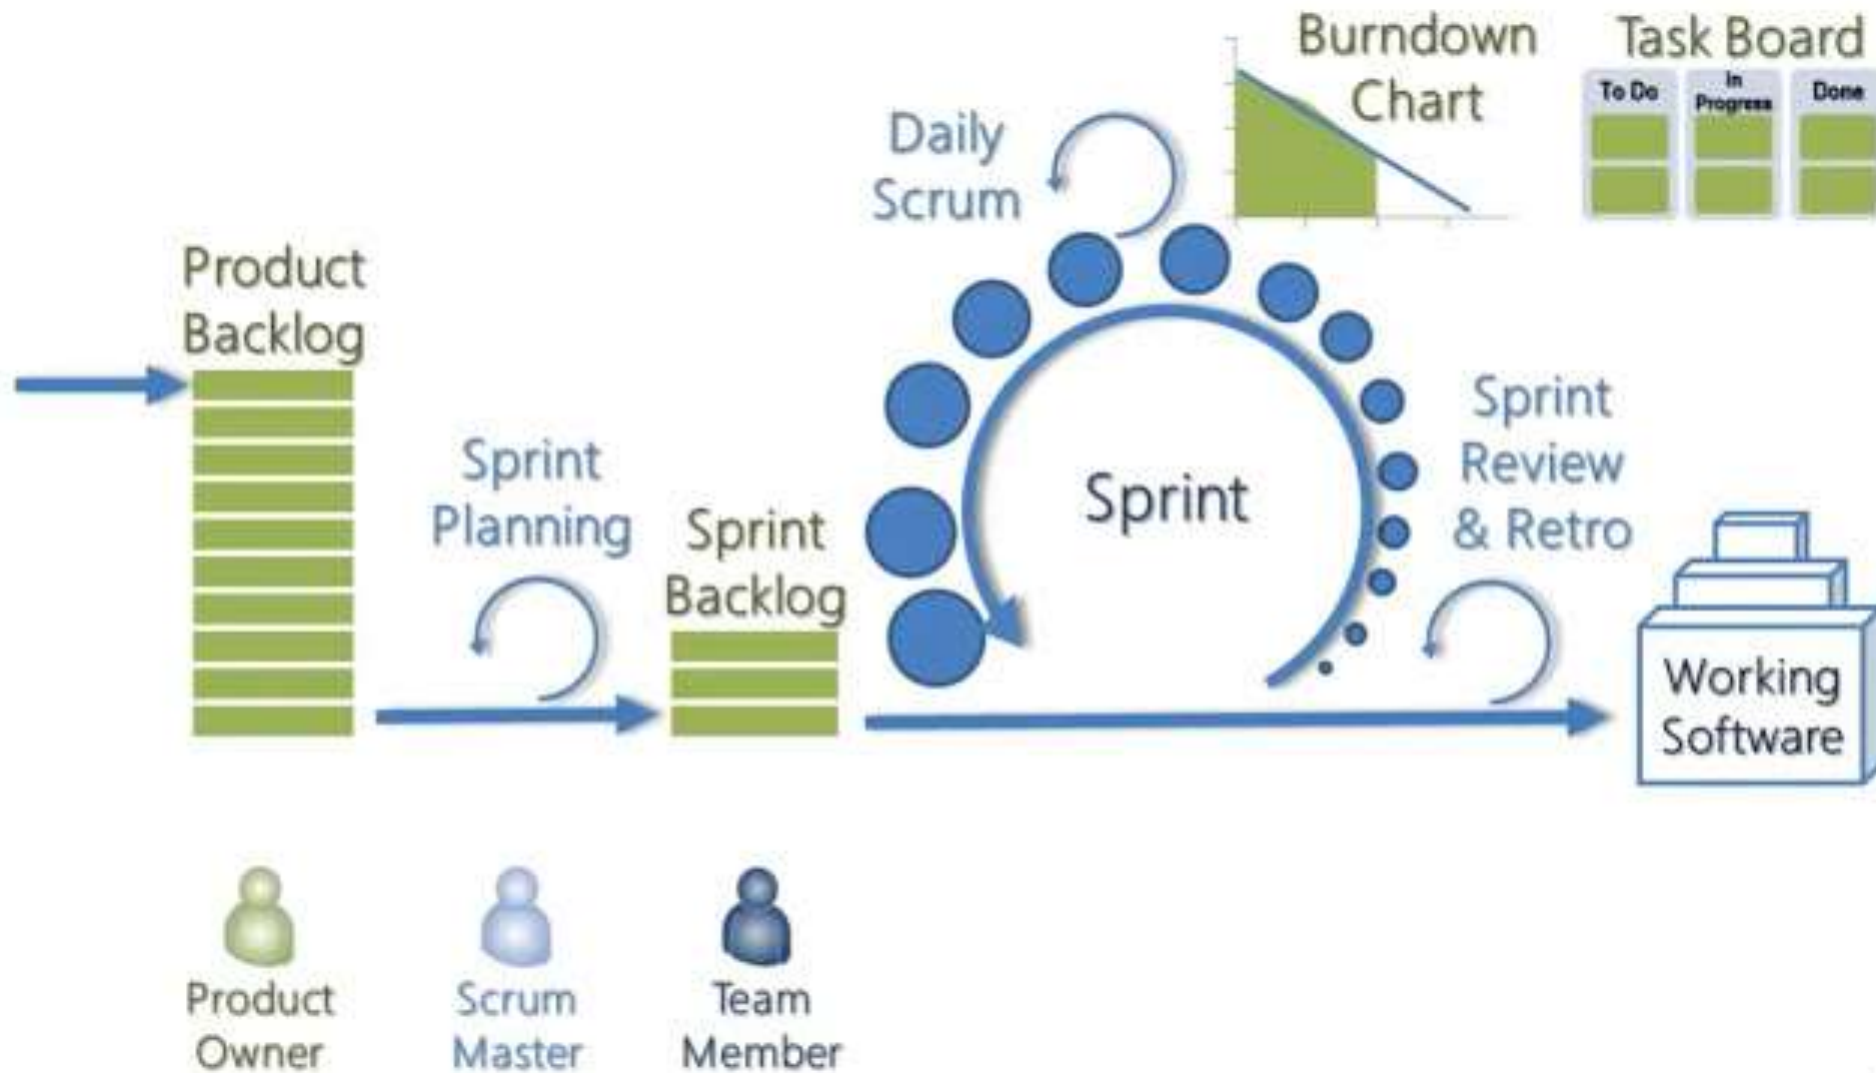 Burndown
Chart
Task Board
To Do
In
Progress
Done
Daily
Scrum
Product
Backlog
Sprint
Planning
Sprint
Backlog
Sprint
Sprint
Review
& Retro
Working
Software
Product
Owner
Scrum
Master
Team
Member